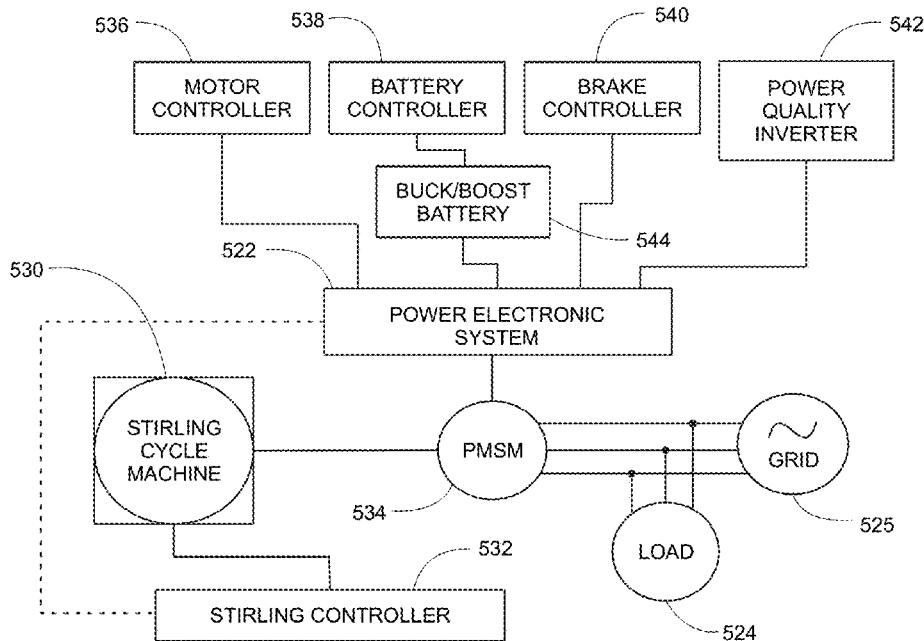 536
538
540
542
MOTOR
CONTROLLER
BATTERY
CONTROLLER
BRAKE
CONTROLLER
POWER
QUALITY
INVERTER
BUCK/BOOST
BATTERY
544
522
530
POWER ELECTRONIC
SYSTEM
STIRLING
CYCLE
MACHINE
PMSM
534
GRID
525
LOAD
524
532
STIRLING CONTROLLER